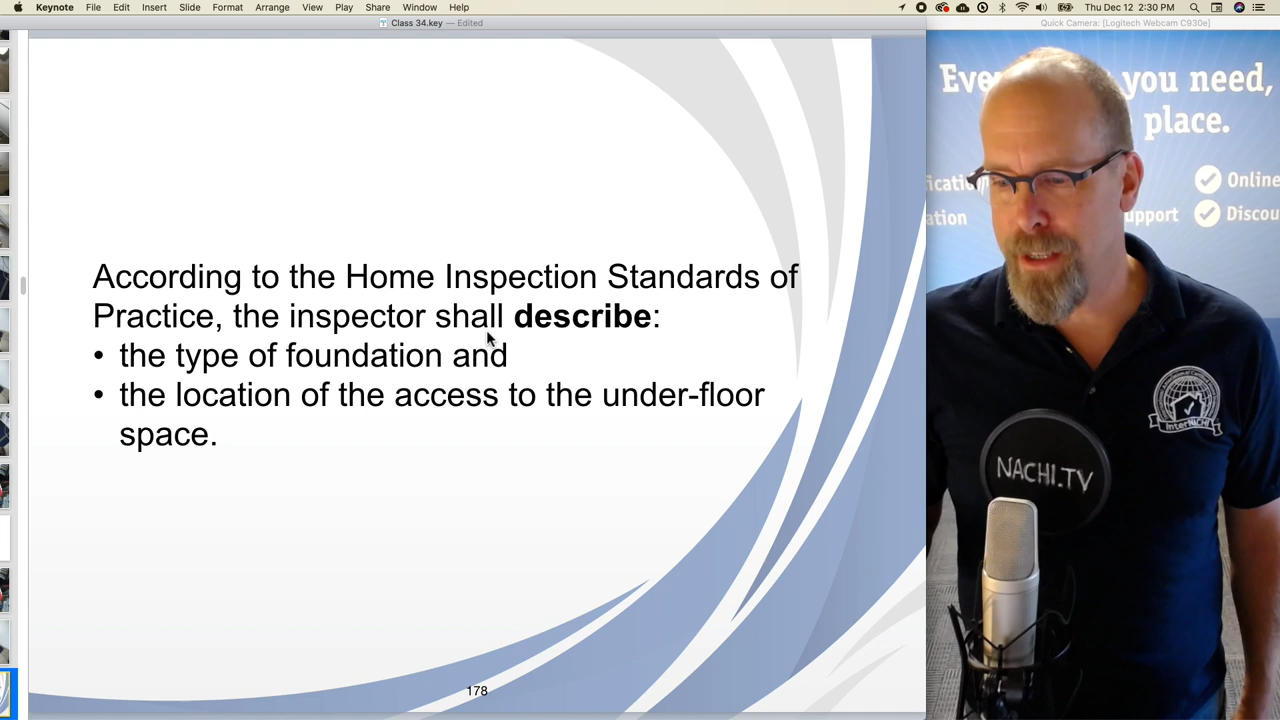 Keynote File Edit Insert Slide Format Arrange View Play Share Window Help Thu Dec 12 2:30 PM
Class 34.key — Edited
Quick Camera: [Logitech Webcam C930e]
According to the Home Inspection Standards of
Practice, the inspector shall describe:
• the type of foundation and
• the location of the access to the under-floor
space.
178
you need,
place.
Online
Discou
upport
ation
NACHI.TV
InterNACHI